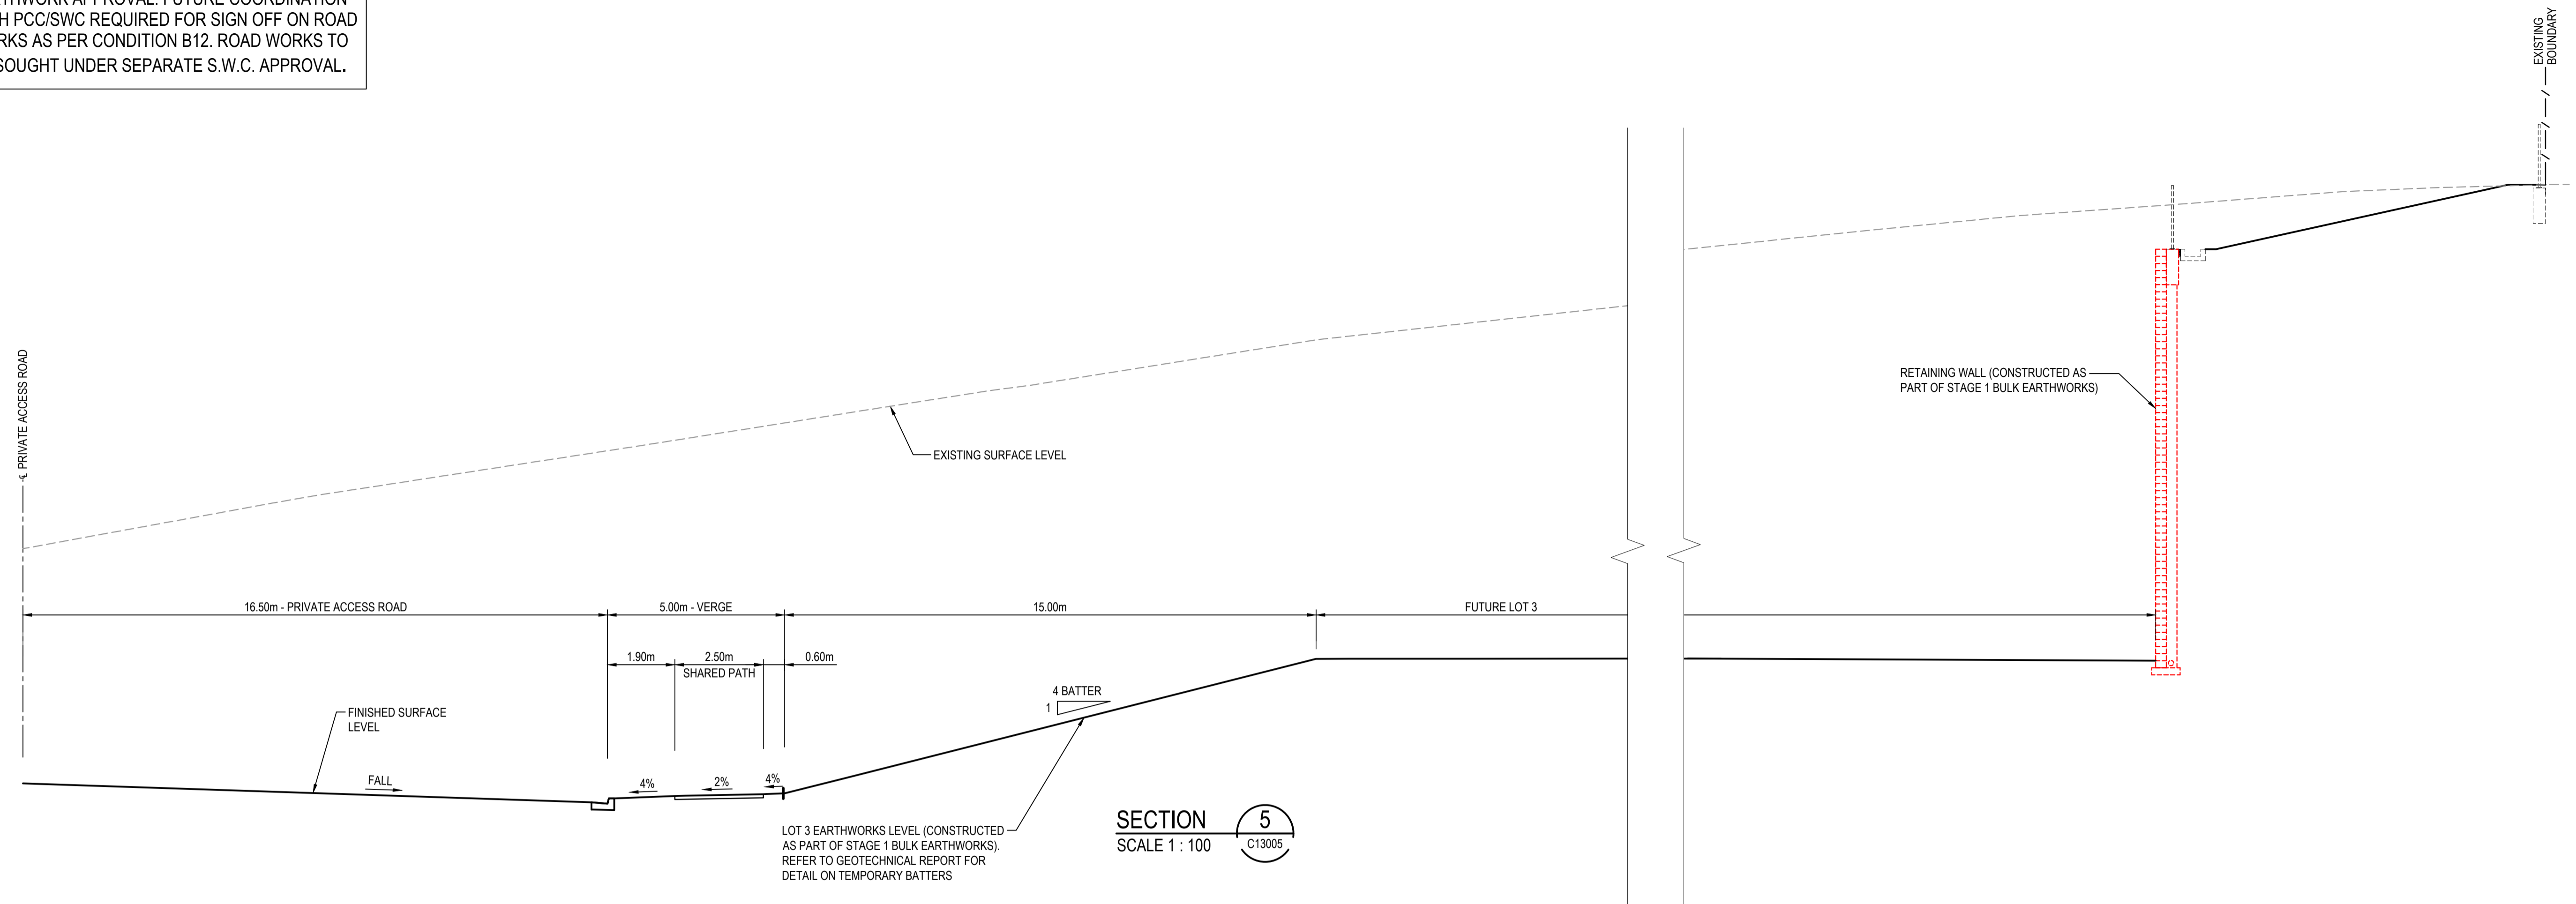 THWORK APPROVAL. FUTURE COORDINATION
H PCC/SWC REQUIRED FOR SIGN OFF ON ROAD
RKS AS PER CONDITION B12. ROAD WORKS TO
SOUGHT UNDER SEPARATE S.W.C. APPROVAL.
EXISTING
BOUNDARY
℄ PRIVATE ACCESS ROAD
EXISTING SURFACE LEVEL
RETAINING WALL (CONSTRUCTED AS
PART OF STAGE 1 BULK EARTHWORKS)
16.50m - PRIVATE ACCESS ROAD
5.00m - VERGE
15.00m
FUTURE LOT 3
1.90m
2.50m
SHARED PATH
0.60m
4 BATTER
1
FINISHED SURFACE
LEVEL
FALL
4%
2%
4%
LOT 3 EARTHWORKS LEVEL (CONSTRUCTED
AS PART OF STAGE 1 BULK EARTHWORKS).
REFER TO GEOTECHNICAL REPORT FOR
DETAIL ON TEMPORARY BATTERS
SECTION
SCALE 1 : 100
5
C13005